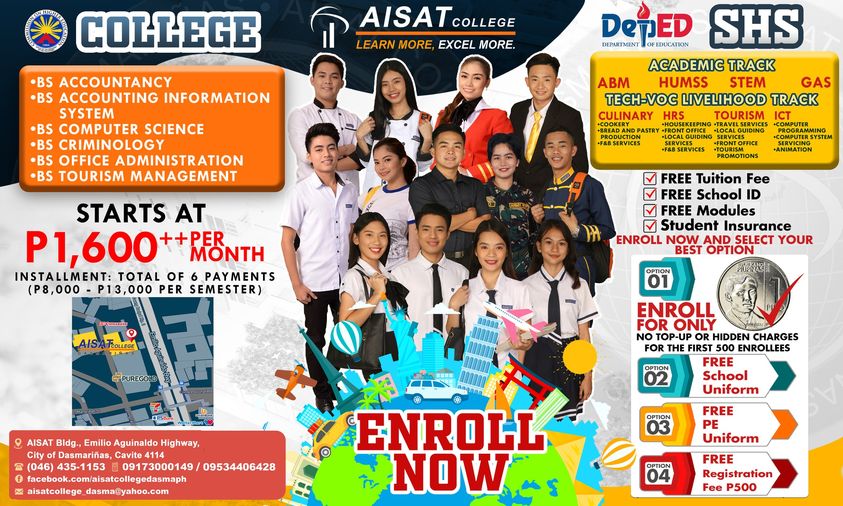 COLLEGE
•BS ACCOUNTANCY
•BS ACCOUNTING INFORMATION
SYSTEM
•BS COMPUTER SCIENCE
•BS CRIMINOLOGY
•BS OFFICE ADMINISTRATION
•BS TOURISM MANAGEMENT
STARTS AT
P1,600++ PER
MONTH
INSTALLMENT: TOTAL OF 6 PAYMENTS
(P8,000 - P13,000 PER SEMESTER)
AISAT COLLEGE
PUREGOLD
AISAT Bldg., Emilio Aguinaldo Highway,
City of Dasmariñas, Cavite 4114
(046) 435-1153 09173000149 / 09534406428
facebook.com/aisatcollegedasmaph
aisatcollege_dasma@yahoo.com
AISAT COLLEGE
LEARN MORE, EXCEL MORE.
ENROLL
NOW
DepED
DEPARTMENT OF EDUCATION
SHS
ACADEMIC TRACK
ABM HUMSS STEM GAS
TECH-VOC LIVELIHOOD TRACK
CULINARY
•COOKERY
•BREAD AND PASTRY
PRODUCTION
•F&B SERVICES
HRS
•HOUSEKEEPING
•FRONT OFFICE
•LOCAL GUIDING
SERVICES
•F&B SERVICES
TOURISM
•TRAVEL SERVICES
•LOCAL GUIDING
SERVICES
•FRONT OFFICE
•TOURISM
PROMOTIONS
ICT
•COMPUTER
PROGRAMMING
•COMPUTER SYSTEM
SERVICING
•ANIMATION
FREE Tuition Fee
FREE School ID
FREE Modules
Student Insurance
ENROLL NOW AND SELECT YOUR
BEST OPTION
OPTION
01
ENROLL
FOR ONLY
NO TOP-UP OR HIDDEN CHARGES
FOR THE FIRST 500 ENROLLEES
OPTION
02
FREE
School
Uniform
OPTION
03
FREE
PE
Uniform
OPTION
04
FREE
Registration
Fee P500